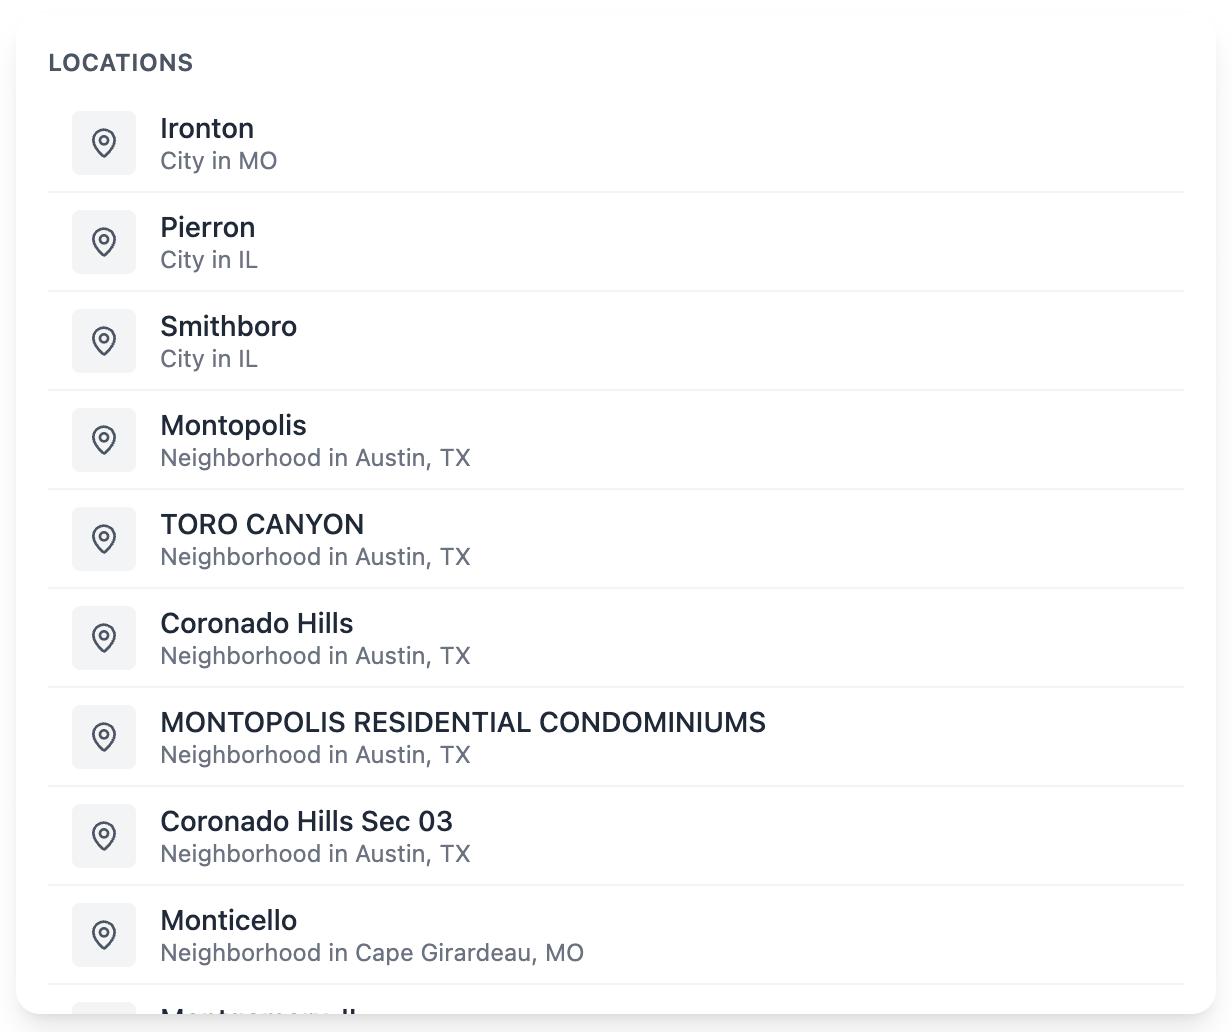 LOCATIONS
Ironton
City in MO
Pierron
City in IL
Smithboro
City in IL
Montopolis
Neighborhood in Austin, TX
TORO CANYON
Neighborhood in Austin, TX
Coronado Hills
Neighborhood in Austin, TX
MONTOPOLIS RESIDENTIAL CONDOMINIUMS
Neighborhood in Austin, TX
Coronado Hills Sec 03
Neighborhood in Austin, TX
Monticello
Neighborhood in Cape Girardeau, MO